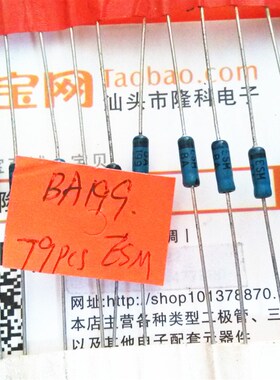 宝网 Taobao.com
汕头市隆科电子
BA199.
79pcs ESM
ESM
网址:http://shop101378870.
本店主营各种类型二极管、三
以及其他电子配套元器件